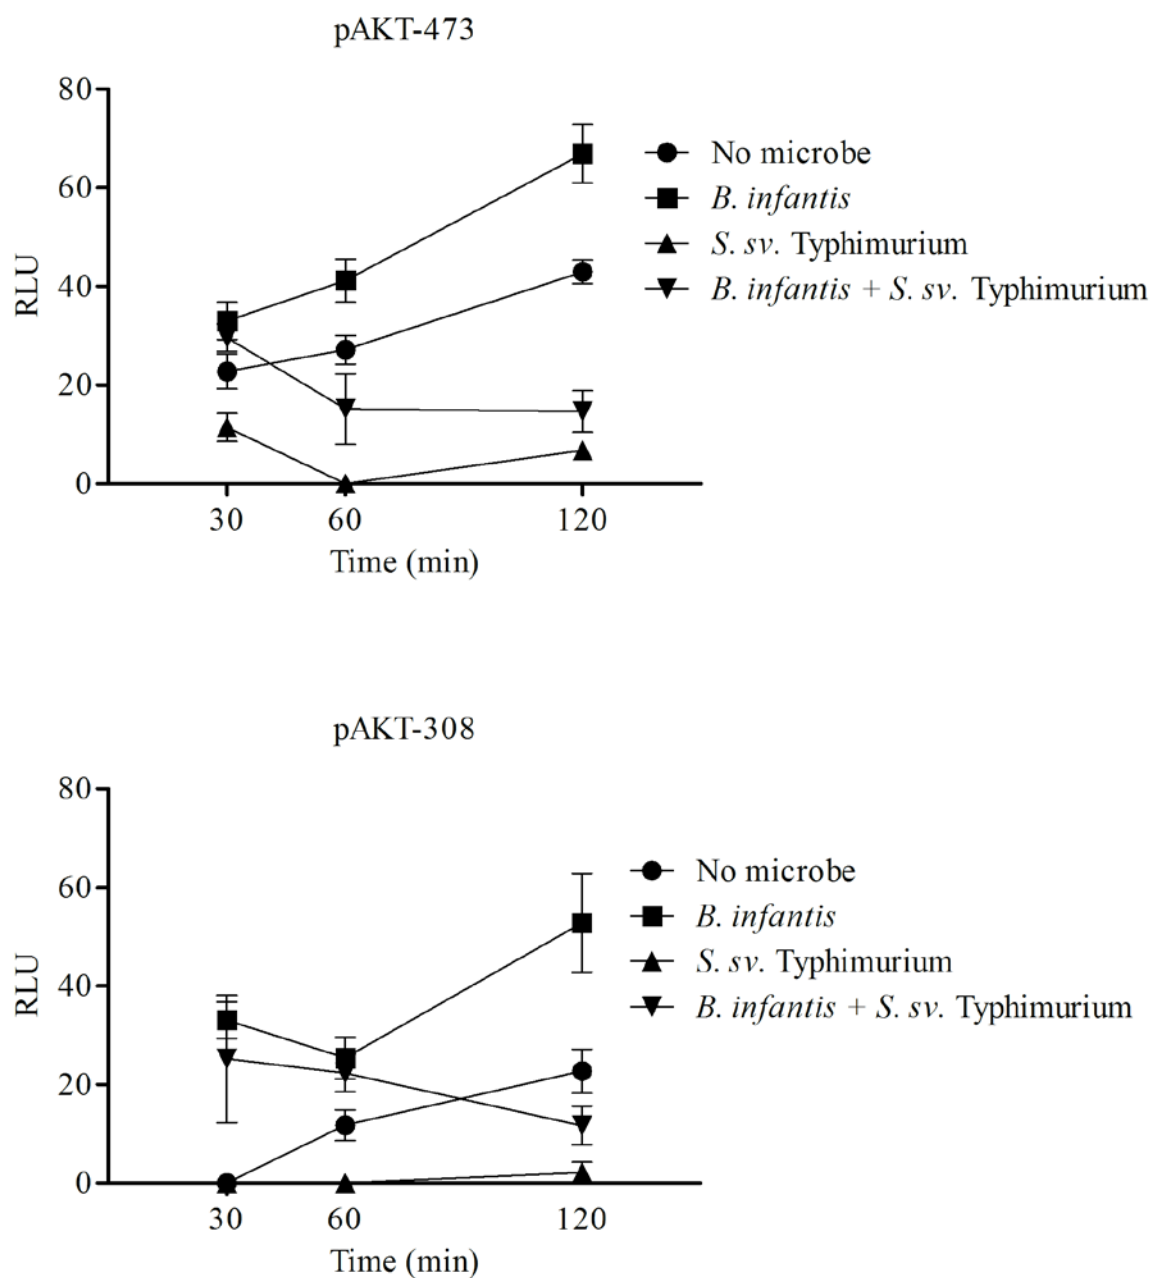 pAKT-473
80
60
40
20
0
RLU
30 60 120
Time (min)
No microbe
B. infantis
S. sv. Typhimurium
B. infantis + S. sv. Typhimurium
pAKT-308
80
60
40
20
0
RLU
30 60 120
Time (min)
No microbe
B. infantis
S. sv. Typhimurium
B. infantis + S. sv. Typhimurium